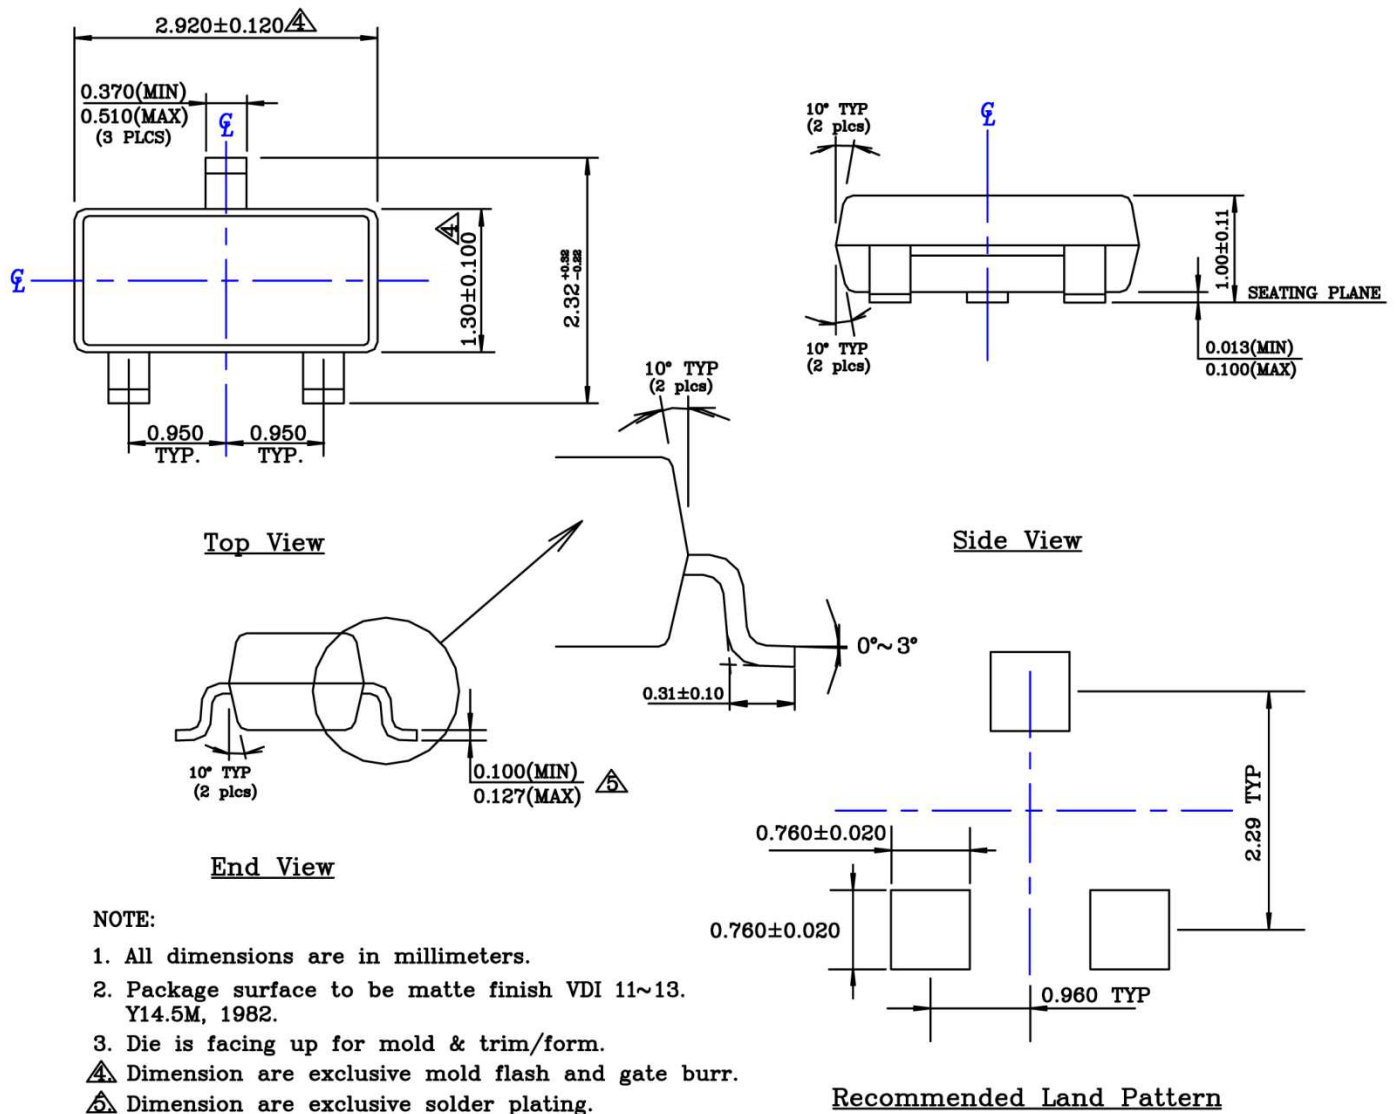 2.920±0.120 4
0.370(MIN)
0.510(MAX)
(3 PLCS)
℄
℄
4
1.30±0.100
2.32 +0.32
-0.22
0.950
TYP.
0.950
TYP.
Top View
10° TYP
(2 plcs)
℄
1.00±0.11
SEATING PLANE
0.013(MIN)
0.100(MAX)
10° TYP
(2 plcs)
Side View
10° TYP
(2 plcs)
0°~3°
0.31±0.10
10° TYP
(2 plcs)
0.100(MIN)
0.127(MAX)
5
End View
0.760±0.020
0.760±0.020
2.29 TYP
0.960 TYP
Recommended Land Pattern
NOTE:
1. All dimensions are in millimeters.
2. Package surface to be matte finish VDI 11~13.
Y14.5M, 1982.
3. Die is facing up for mold & trim/form.
4. Dimension are exclusive mold flash and gate burr.
5. Dimension are exclusive solder plating.